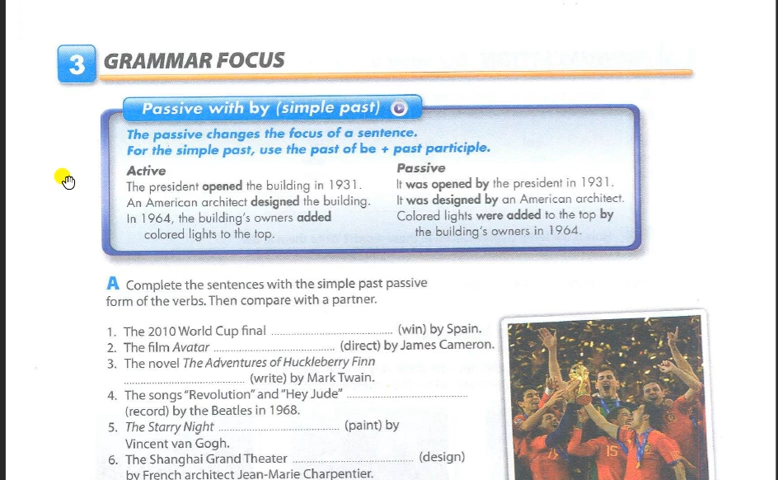 3 GRAMMAR FOCUS
Passive with by (simple past)
The passive changes the focus of a sentence.
For the simple past, use the past of be + past participle.
Active
The president opened the building in 1931.
An American architect designed the building.
In 1964, the building's owners added
colored lights to the top.
Passive
It was opened by the president in 1931.
It was designed by an American architect.
Colored lights were added to the top by
the building's owners in 1964.
A Complete the sentences with the simple past passive
form of the verbs. Then compare with a partner.
1. The 2010 World Cup final .......................................... (win) by Spain.
2. The film Avatar .......................................... (direct) by James Cameron.
3. The novel The Adventures of Huckleberry Finn
.......................................... (write) by Mark Twain.
4. The songs "Revolution" and "Hey Jude" ..........................................
(record) by the Beatles in 1968.
5. The Starry Night .......................................... (paint) by
Vincent van Gogh.
6. The Shanghai Grand Theater .......................................... (design)
by French architect Jean-Marie Charpentier.
15